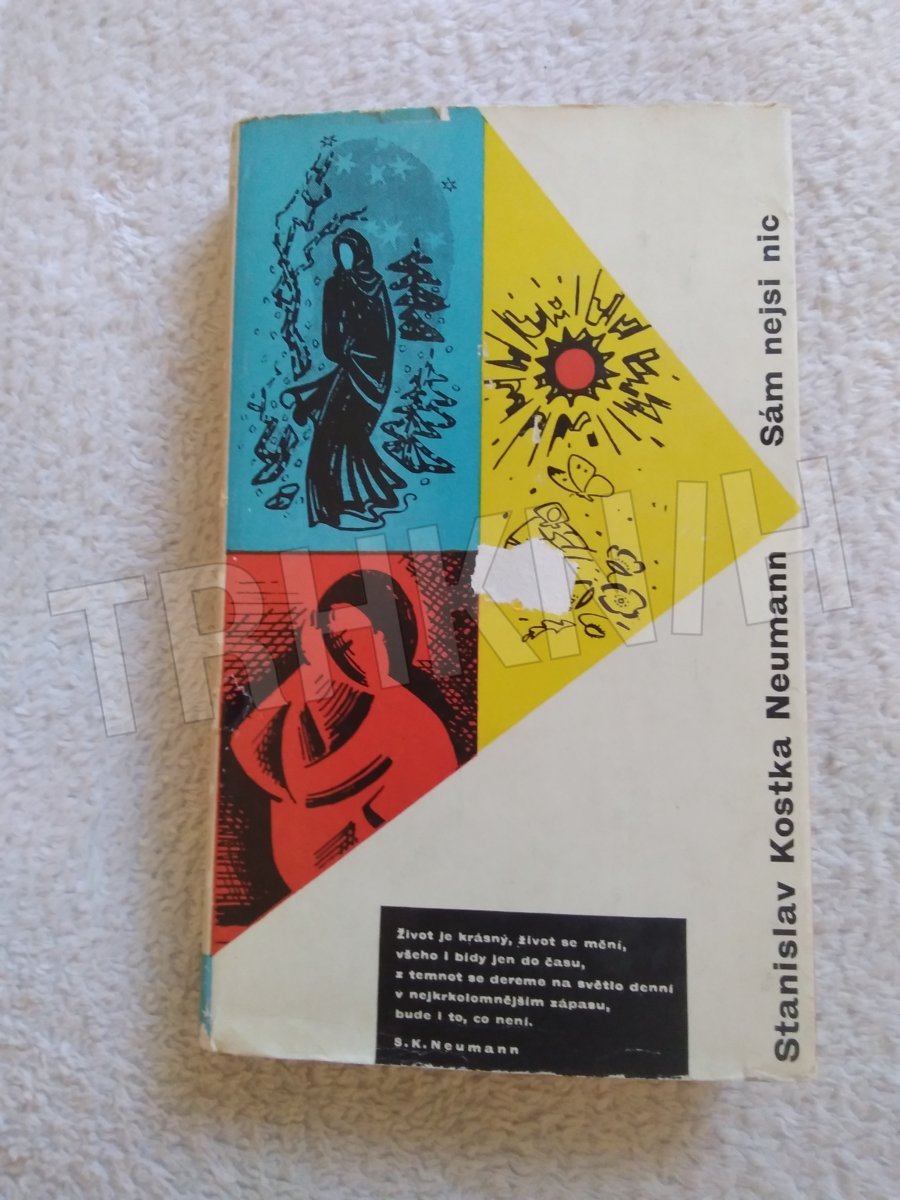 Stanislav Kostka Neumann Sám nejsi nic
Život je krásný, život se mění,
všeho i bídy jen do času,
z temnot se dereme na světlo denní
v nejkrkolomnějším zápasu,
bude i to, co není.
S.K.Neumann
TRHKNIH